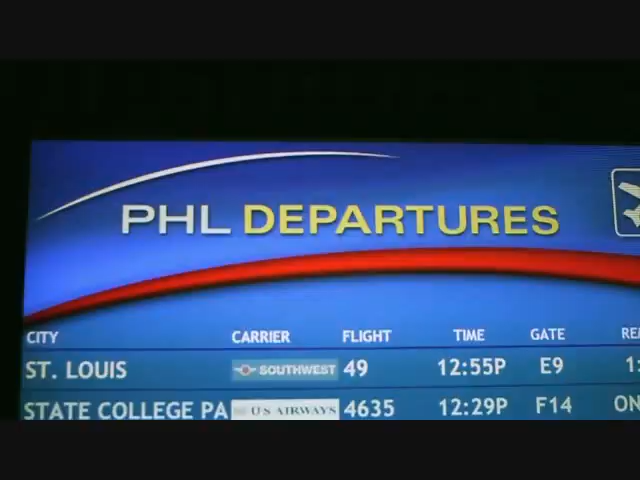 PHL DEPARTURES
CITY CARRIER FLIGHT TIME GATE
ST. LOUIS SOUTHWEST 49 12:55P E9
STATE COLLEGE PA U S AIRWAYS 4635 12:29P F14 ON